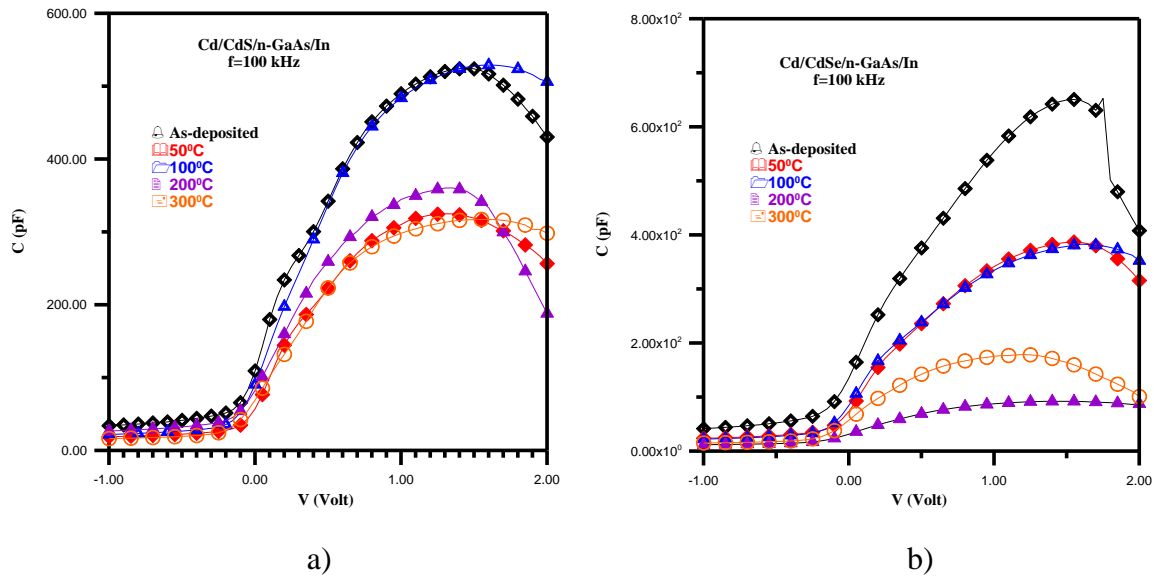 600.00
400.00
200.00
0.00
C (pF)
Cd/CdS/n-GaAs/In
f=100 kHz
As-deposited
50⁰C
100⁰C
200⁰C
300⁰C
-1.00
0.00
1.00
2.00
V (Volt)
a)
8.00x10²
6.00x10²
4.00x10²
2.00x10²
0.00x10⁰
C (pF)
Cd/CdSe/n-GaAs/In
f=100 kHz
As-deposited
50⁰C
100⁰C
200⁰C
300⁰C
-1.00
0.00
1.00
2.00
V (Volt)
b)